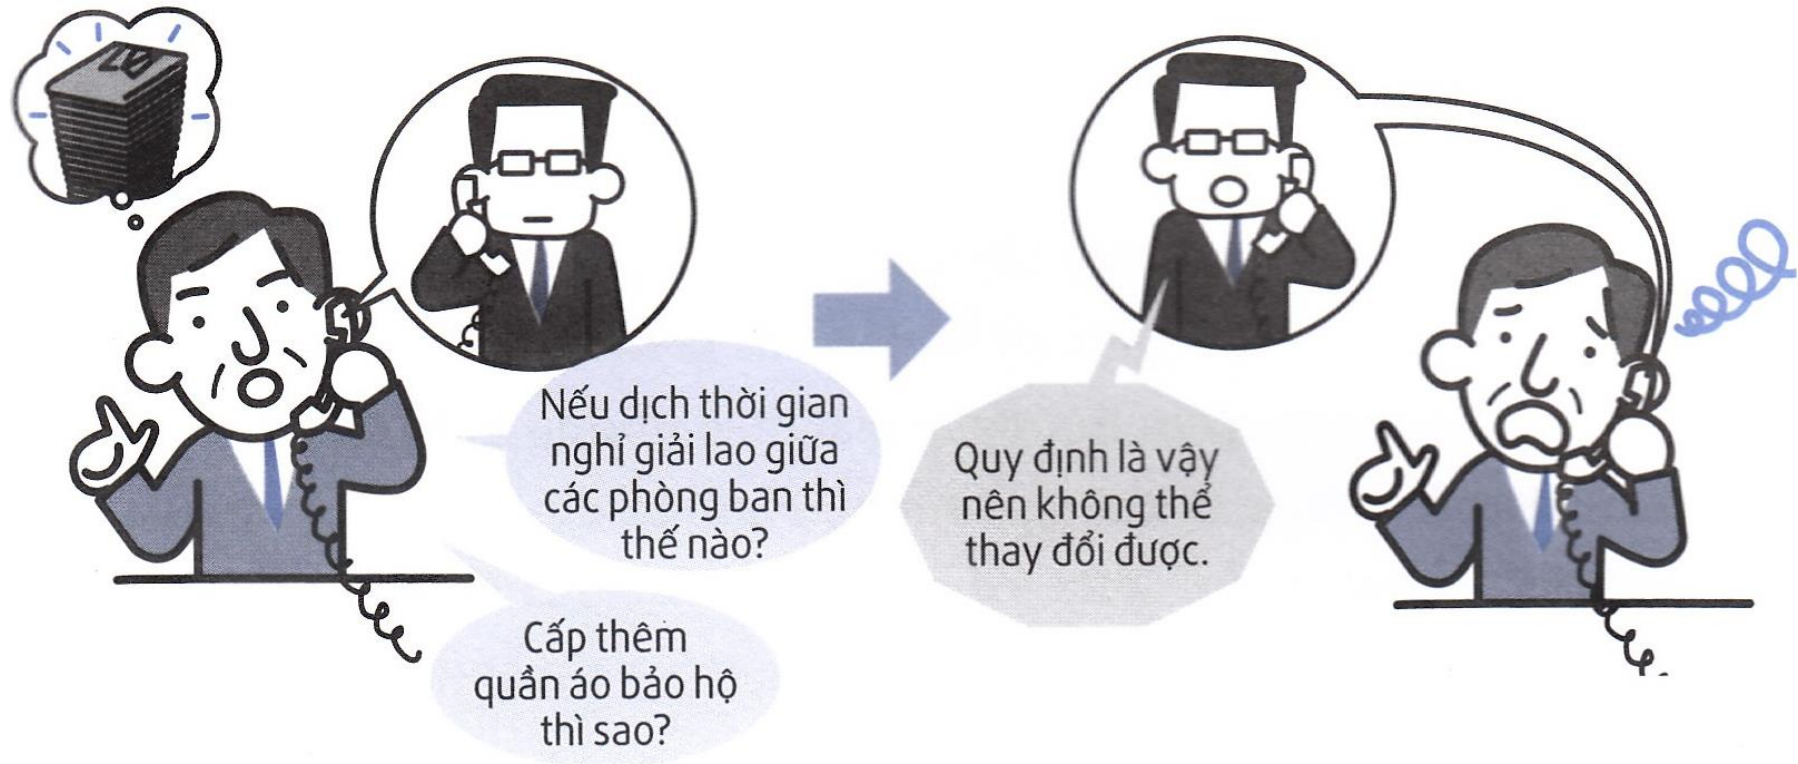 Nếu dịch thời gian
nghỉ giải lao giữa
các phòng ban thì
thế nào?
Cấp thêm
quần áo bảo hộ
thì sao?
Quy định là vậy
nên không thể
thay đổi được.